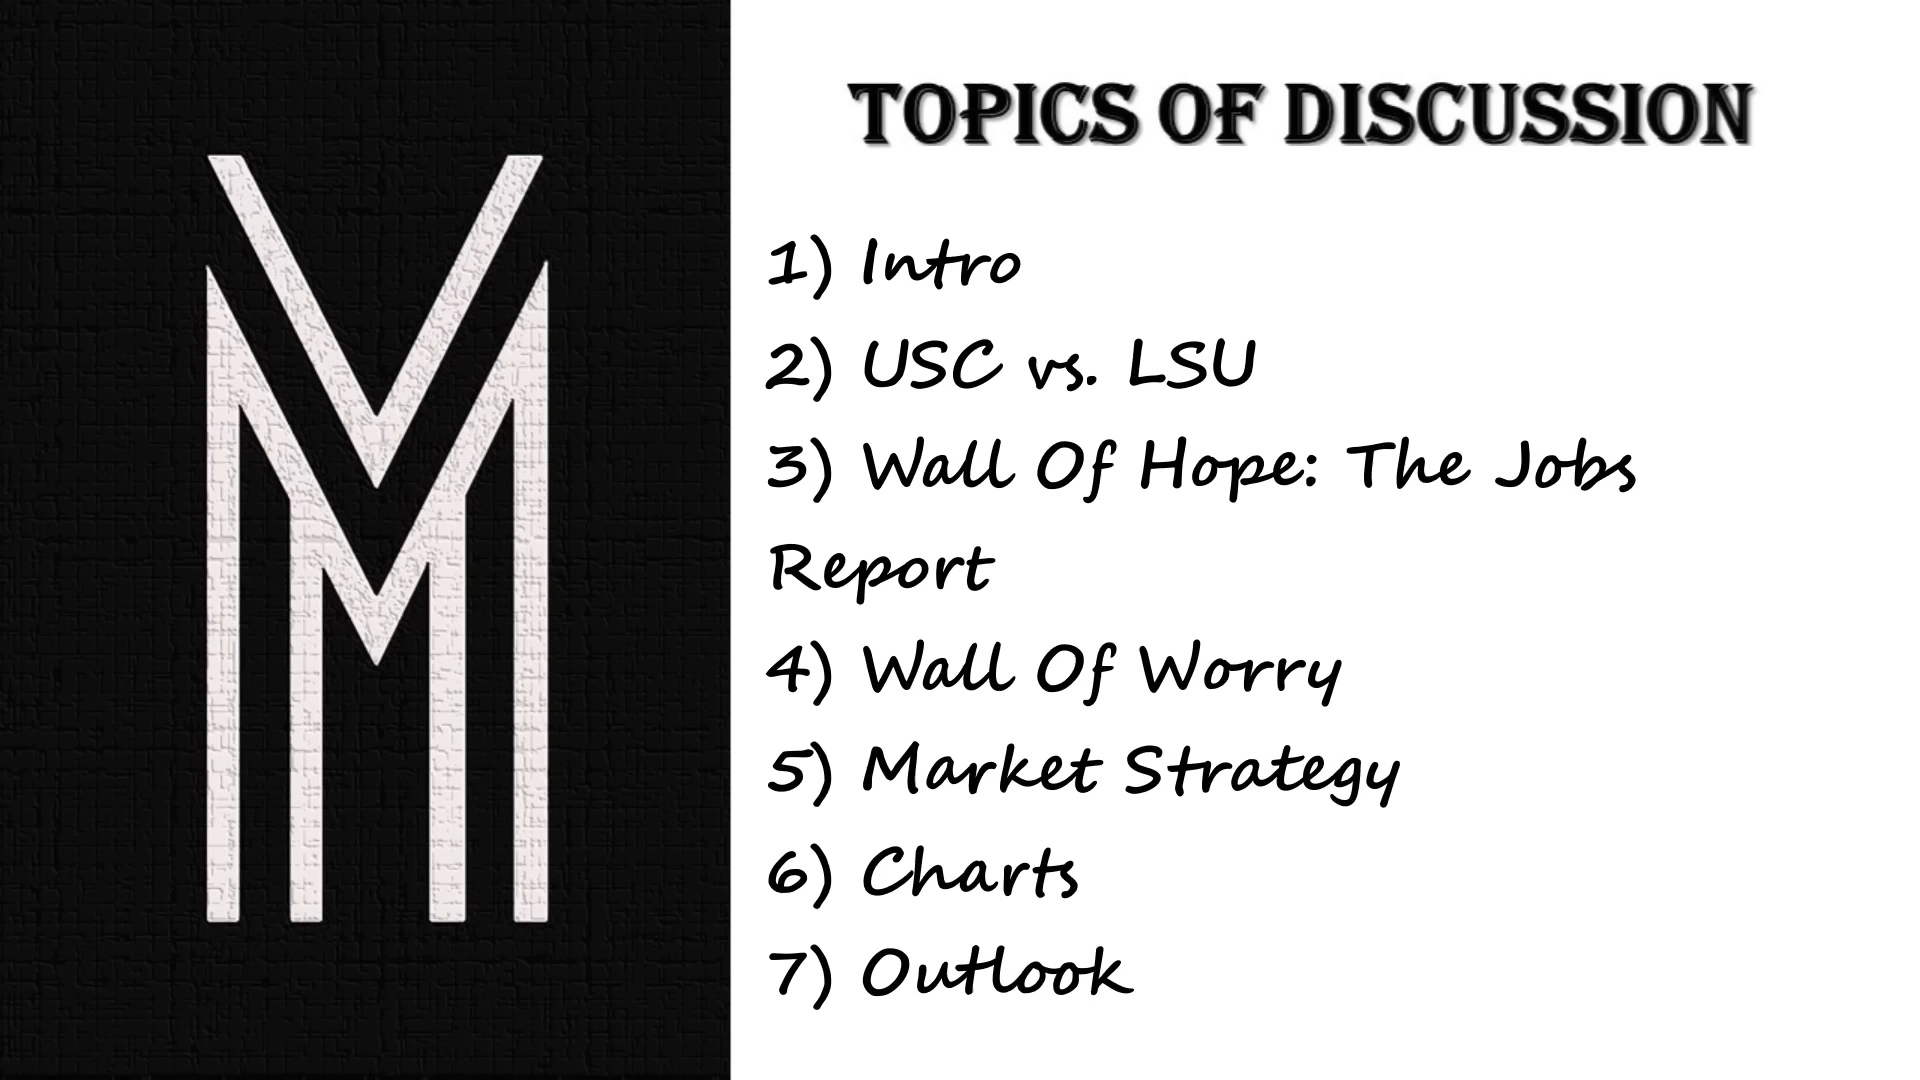 TOPICS OF DISCUSSION
1) Intro
2) USC vs. LSU
3) Wall Of Hope: The Jobs
Report
4) Wall Of Worry
5) Market Strategy
6) Charts
7) Outlook